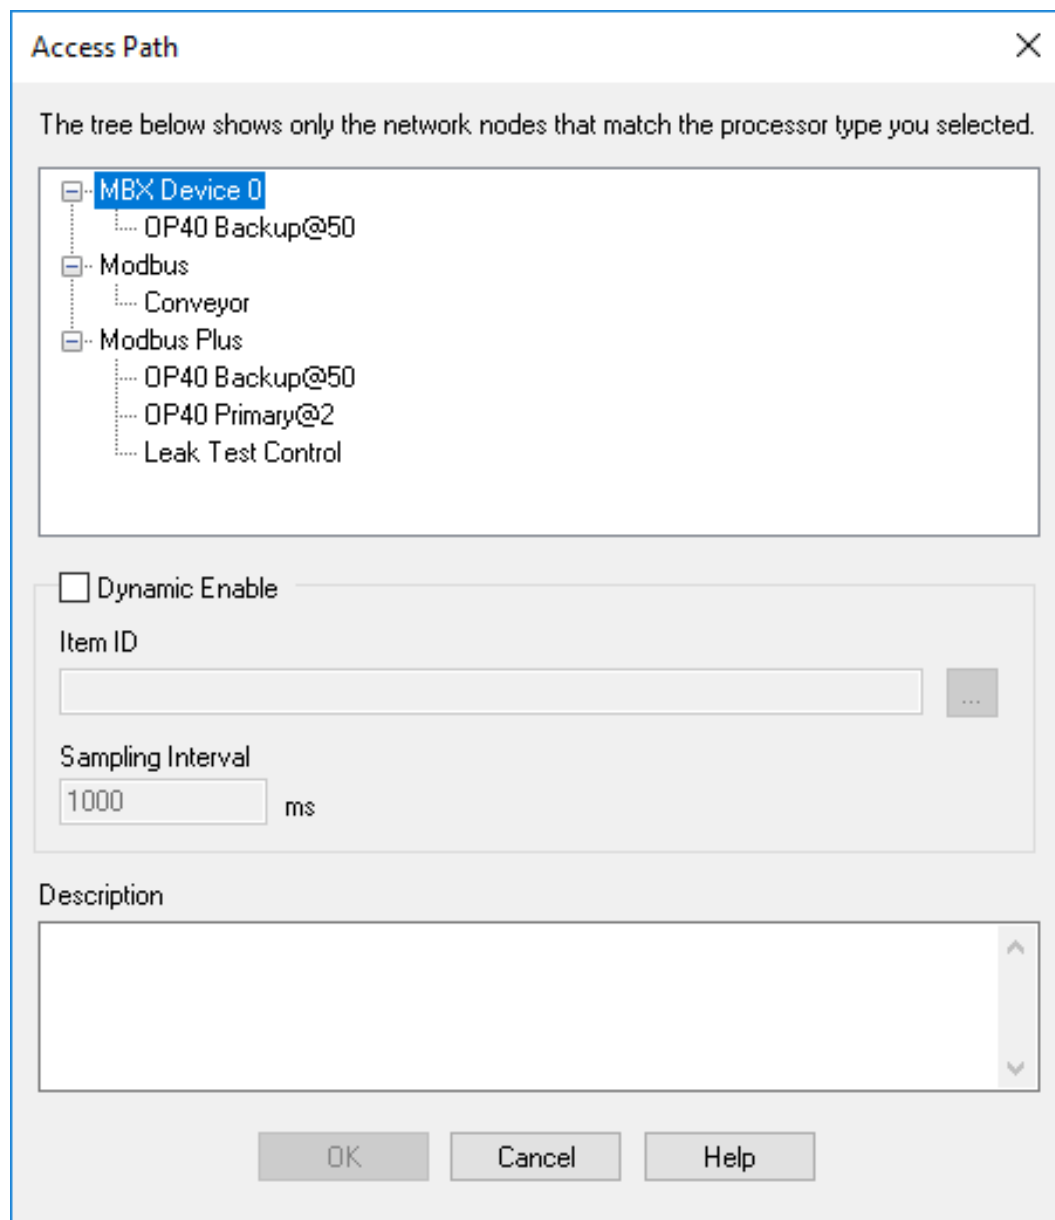 Access Path
The tree below shows only the network nodes that match the processor type you selected.
MBX Device 0
OP40 Backup@50
Modbus
Conveyor
Modbus Plus
OP40 Backup@50
OP40 Primary@2
Leak Test Control
Dynamic Enable
Item ID
...
Sampling Interval
1000 ms
Description
OK Cancel Help